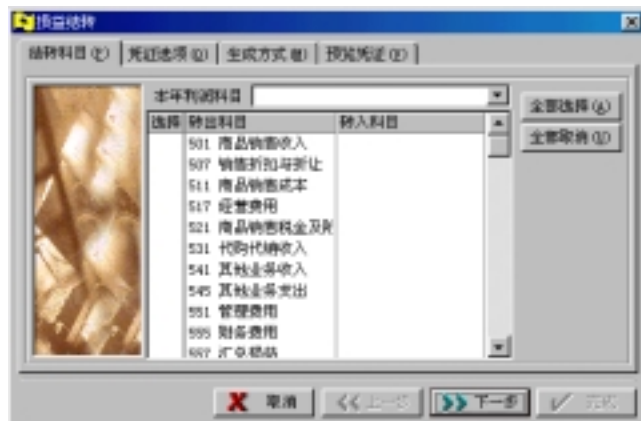 损益结转
结转科目(F) 凭证选项(Q) 生成方式(M) 预览凭证(E)
本年利润科目
全部选择(A)
选择 转出科目 转入科目
全部取消(U)
501 商品销售收入
507 销售折扣与折让
511 商品销售成本
517 经营费用
521 商品销售税金及附
531 代购代销收入
541 其他业务收入
545 其他业务支出
551 管理费用
555 财务费用
557 汇兑损益
取消 上一步 下一步 完成